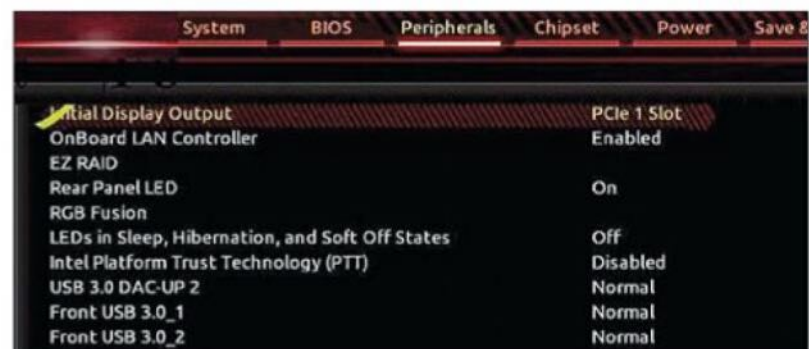 System BIOS Peripherals Chipset Power Save &
Initial Display Output PCIe 1 Slot
OnBoard LAN Controller Enabled
EZ RAID
Rear Panel LED On
RGB Fusion
LEDs in Sleep, Hibernation, and Soft Off States Off
Intel Platform Trust Technology (PTT) Disabled
USB 3.0 DAC-UP 2 Normal
Front USB 3.0_1 Normal
Front USB 3.0_2 Normal